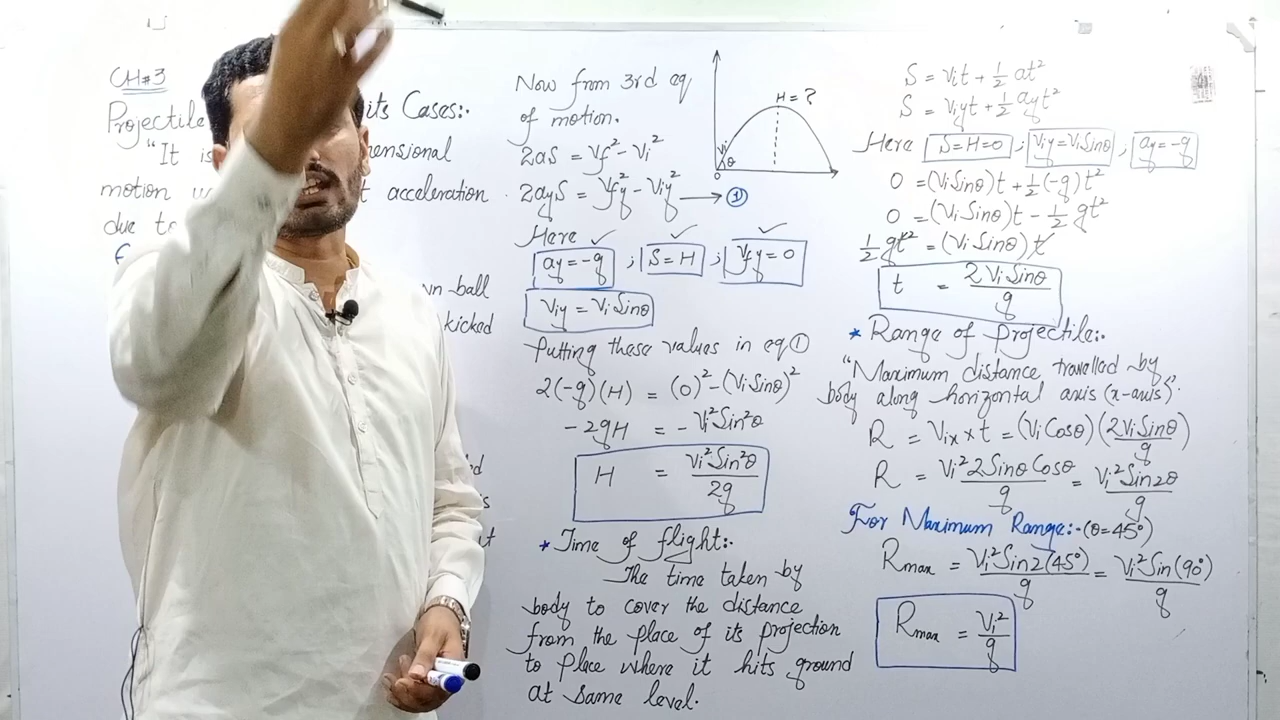 CH#3
Projectile its Cases:-
"It is mensional
motion acceleration
due to
wn ball
kicked
Now from 3rd eq
of motion.
2aS = Vf² - Vi²
2ayS = Vfy² - Viy² → ①
Here
ay = -g ; S = H ; Vfy = 0
Viy = Vi Sinθ
Putting these values in eq ①
2(-g)(H) = (0)² - (Vi Sinθ)²
-2gH = -Vi² Sin²θ
H = Vi² Sin²θ / 2g
* Time of flight:-
The time taken by
body to cover the distance
from the place of its projection
to place where it hits ground
at same level.
H = ?
Vi
θ
0
S = Vit + 1/2 at²
S = Viyt + 1/2 ayt²
Here S=H=0 ; Viy = Vi Sinθ ; ay = -g
0 = (Vi Sinθ)t + 1/2 (-g)t²
0 = (Vi Sinθ)t - 1/2 gt²
1/2 gt² = (Vi Sinθ)t
t = 2Vi Sinθ / g
* Range of Projectile:-
"Maximum distance travelled by
body along horizontal axis (x-axis)".
R = Vix × t = (Vi Cosθ)(2Vi Sinθ / g)
R = Vi² 2Sinθ Cosθ / g = Vi² Sin2θ / g
For Maximum Range:- (θ=45°)
Rmax = Vi² Sin2(45°) / g = Vi² Sin(90°) / g
Rmax = Vi² / g